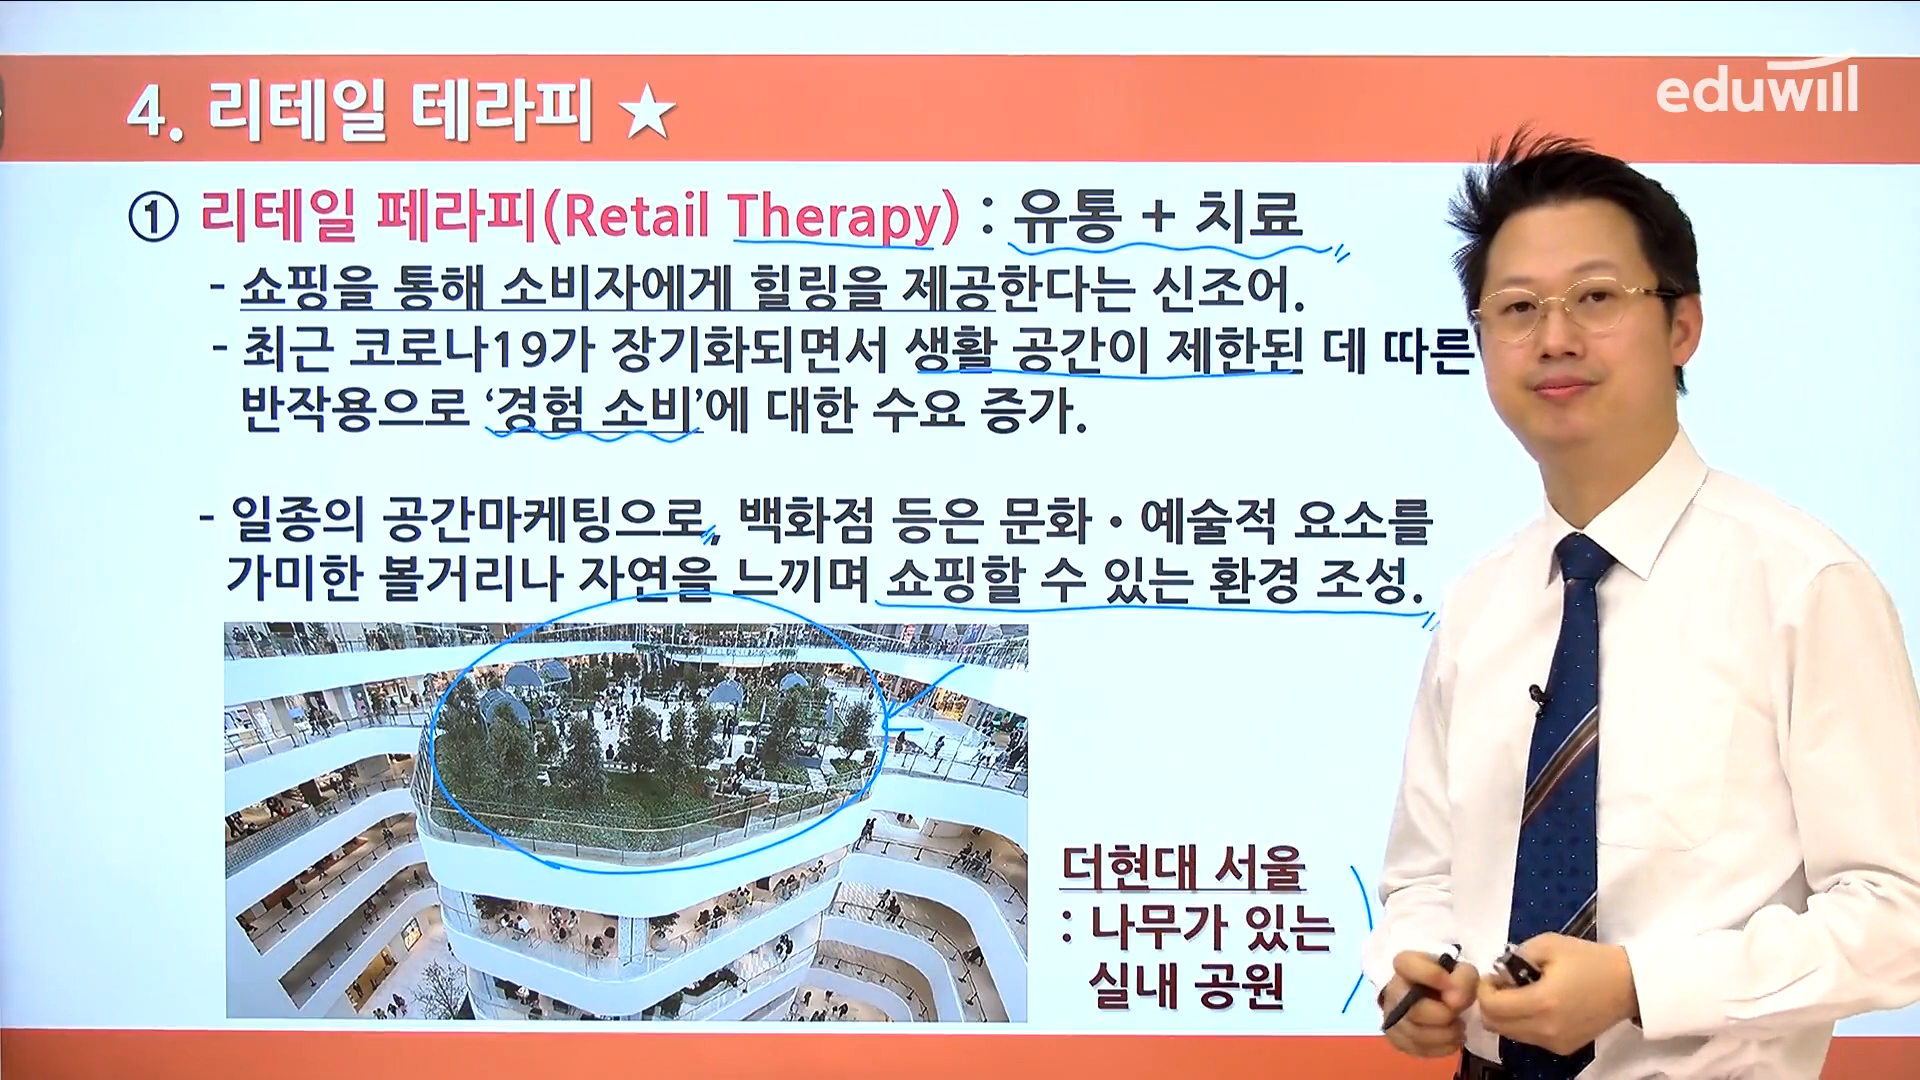 eduwill
4. 리테일 테라피 ★
① 리테일 페라피(Retail Therapy) : 유통 + 치료
- 쇼핑을 통해 소비자에게 힐링을 제공한다는 신조어.
- 최근 코로나19가 장기화되면서 생활 공간이 제한된 데 따른
반작용으로 ‘경험 소비’에 대한 수요 증가.
- 일종의 공간마케팅으로, 백화점 등은 문화 • 예술적 요소를
가미한 볼거리나 자연을 느끼며 쇼핑할 수 있는 환경 조성.
더현대 서울
: 나무가 있는
실내 공원